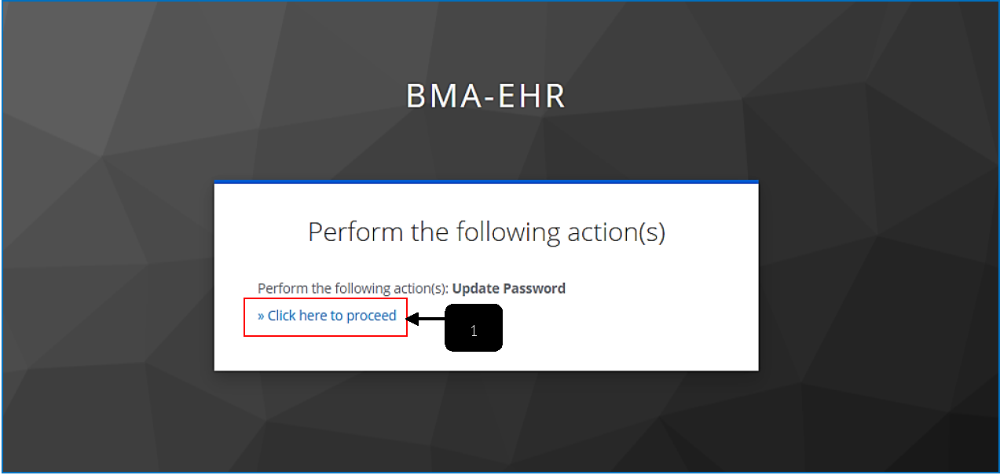 BMA-EHR
Perform the following action(s)
Perform the following action(s): Update Password
» Click here to proceed
1